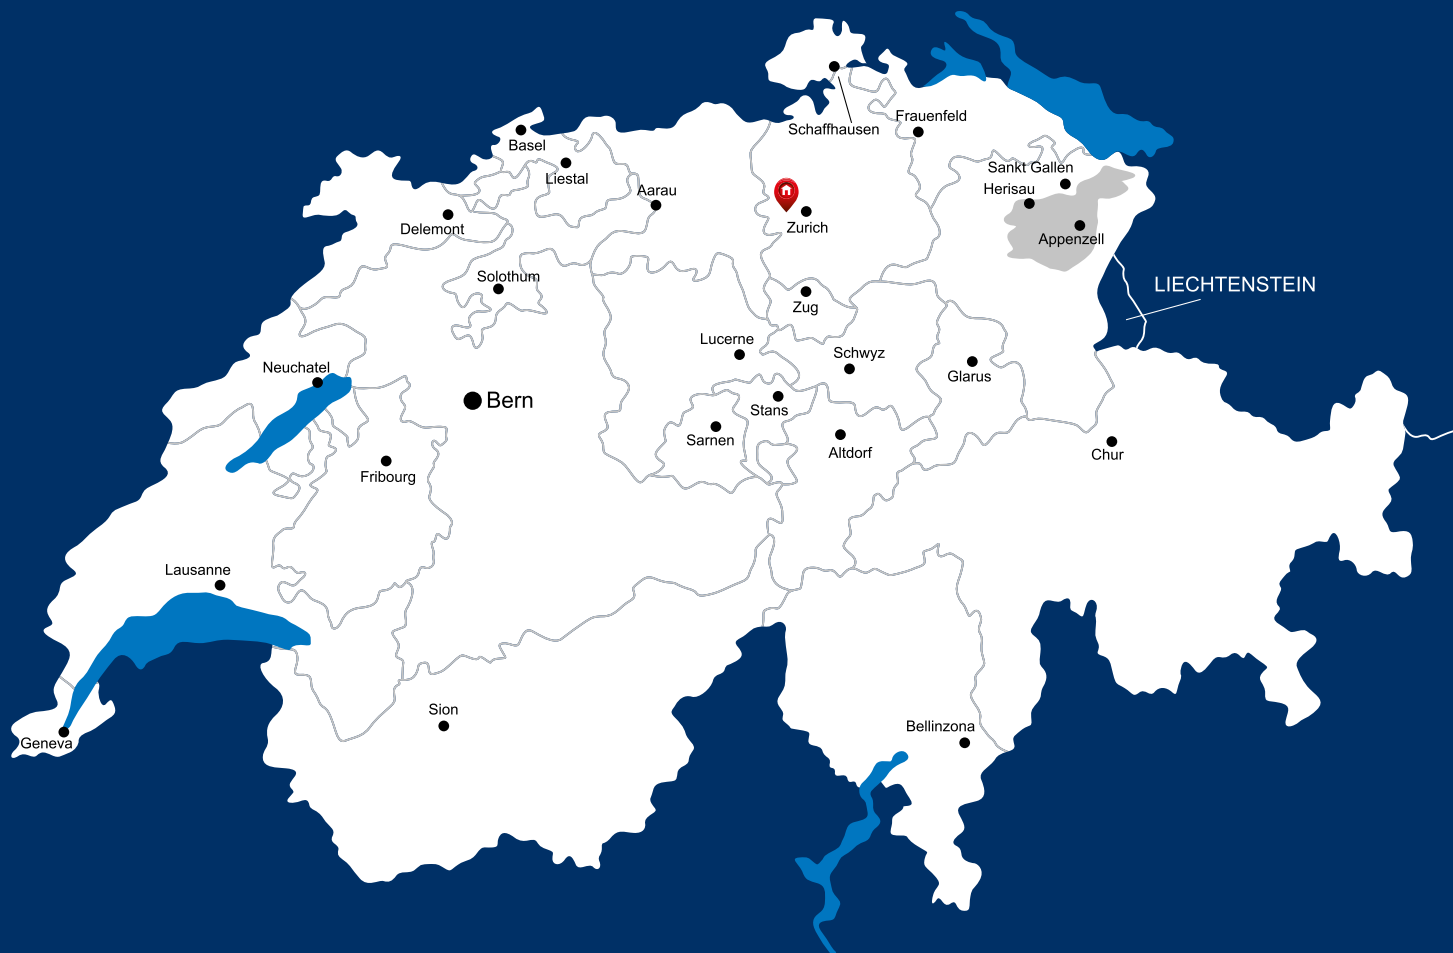 Frauenfeld
Schaffhausen
Basel
Sankt Gallen
Liestal
Herisau
Aarau
Delemont
Zurich
Appenzell
Solothum
LIECHTENSTEIN
Zug
Lucerne
Schwyz
Neuchatel
Glarus
Bern
Stans
Sarnen
Altdorf
Chur
Fribourg
Lausanne
Sion
Bellinzona
Geneva